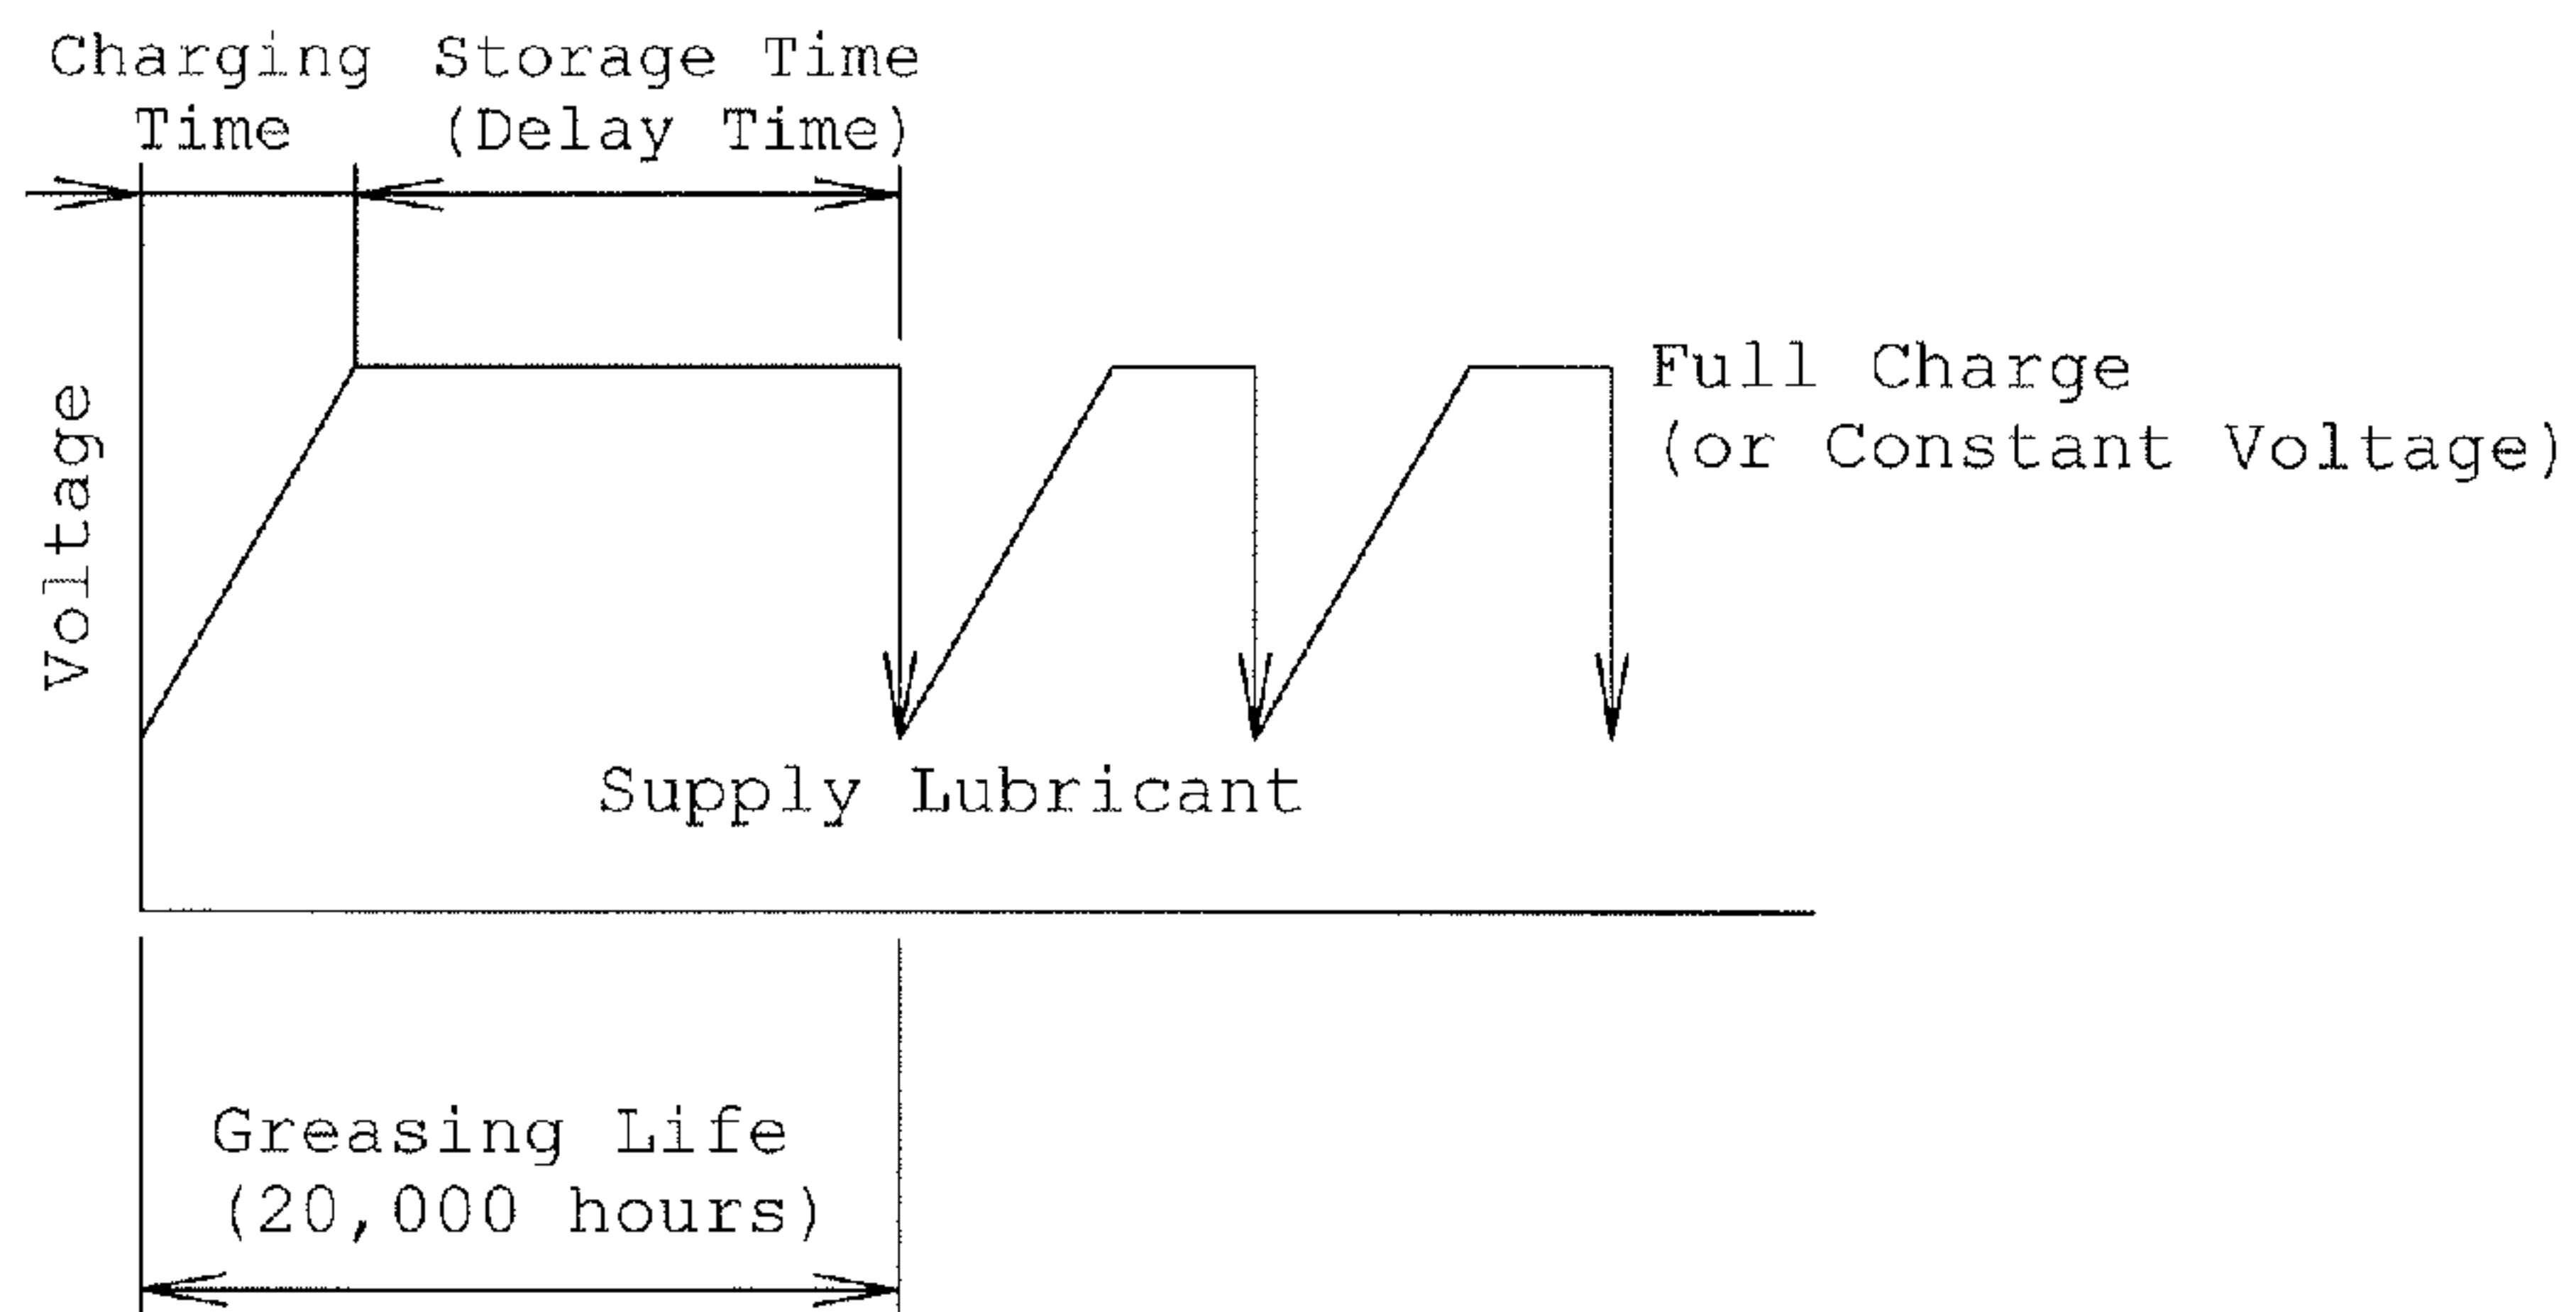 Charging
Time
Storage Time
(Delay Time)
Voltage
Full Charge
(or Constant Voltage)
Supply Lubricant
Greasing Life
(20,000 hours)